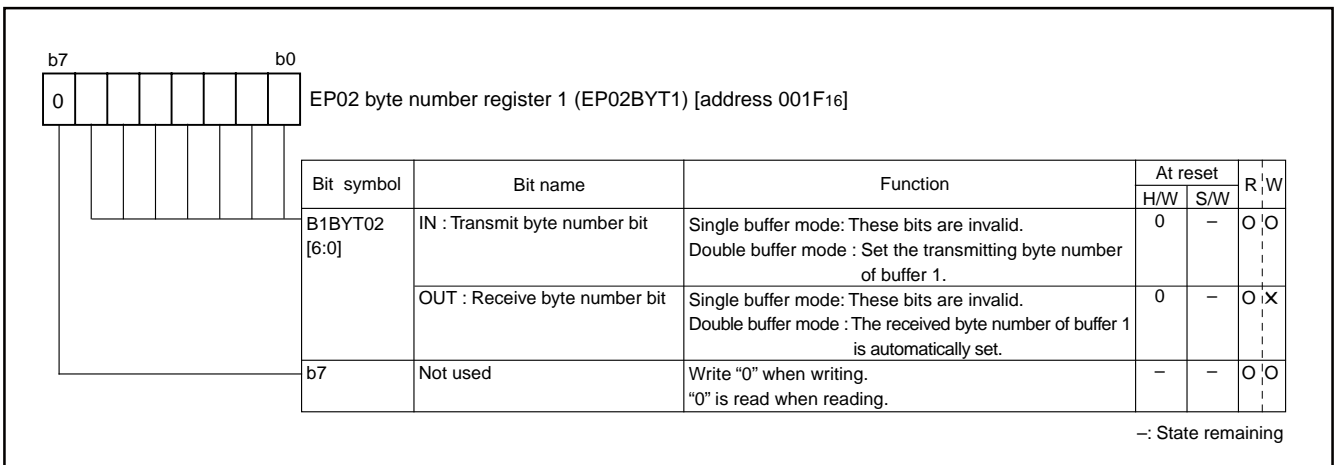 b7 b0
0 EP02 byte number register 1 (EP02BYT1) [address 001F16]
Bit symbol Bit name Function At reset R W
H/W S/W
B1BYT02 IN : Transmit byte number bit Single buffer mode: These bits are invalid. 0 – O O
[6:0] Double buffer mode : Set the transmitting byte number
of buffer 1.
OUT : Receive byte number bit Single buffer mode: These bits are invalid. 0 – O X
Double buffer mode : The received byte number of buffer 1
is automatically set.
b7 Not used Write “0” when writing. – – O O
“0” is read when reading.
–: State remaining